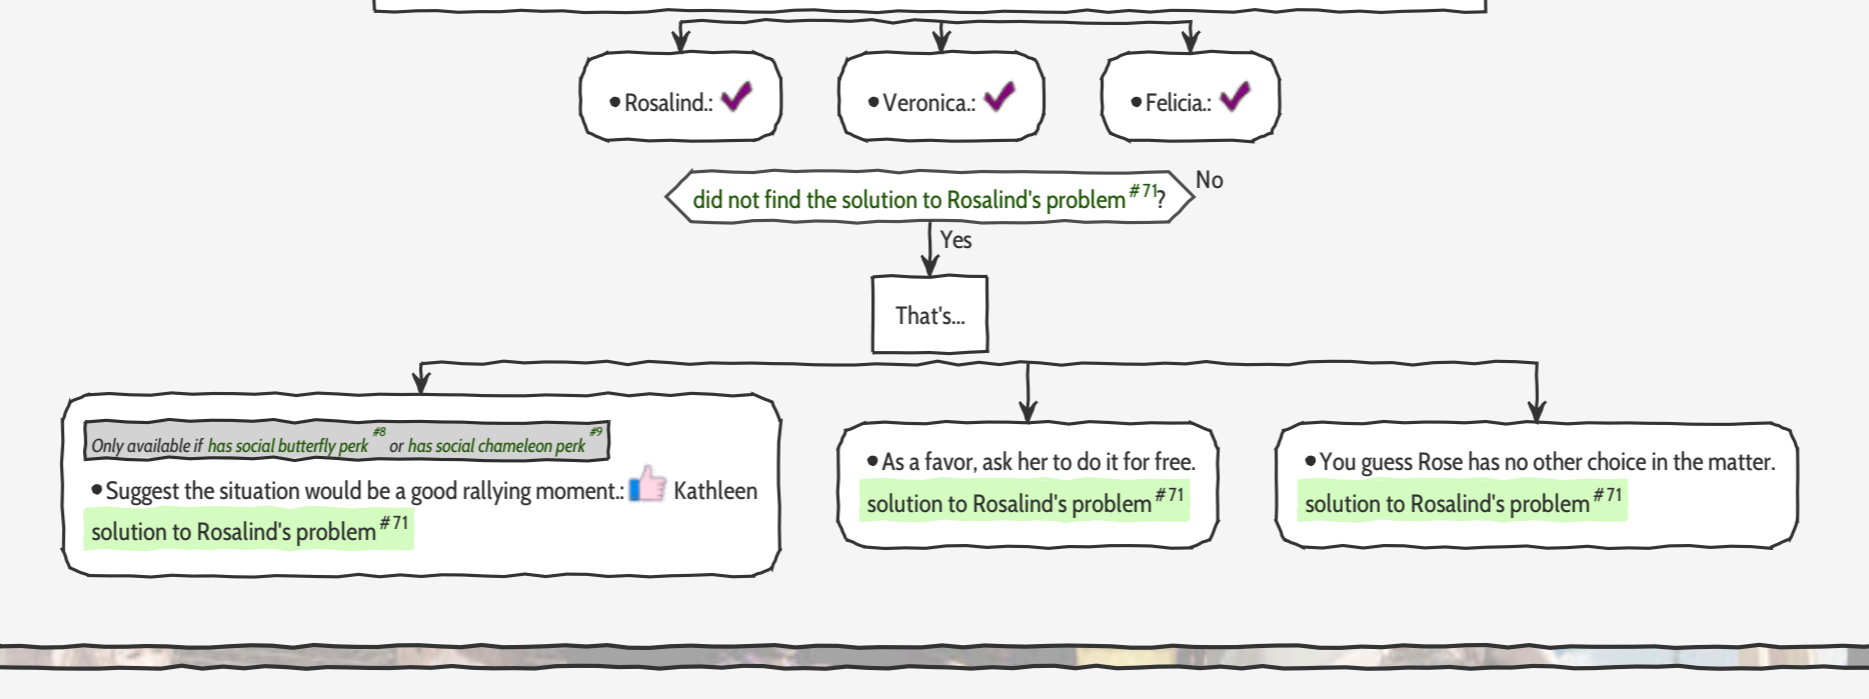 • Rosalind.:
• Veronica.:
• Felicia.:
did not find the solution to Rosalind's problem #71?
No
Yes
That's...
Only available if has social butterfly perk #8 or has social chameleon perk #9
• Suggest the situation would be a good rallying moment.: Kathleen
solution to Rosalind's problem #71
• As a favor, ask her to do it for free.
solution to Rosalind's problem #71
• You guess Rose has no other choice in the matter.
solution to Rosalind's problem #71